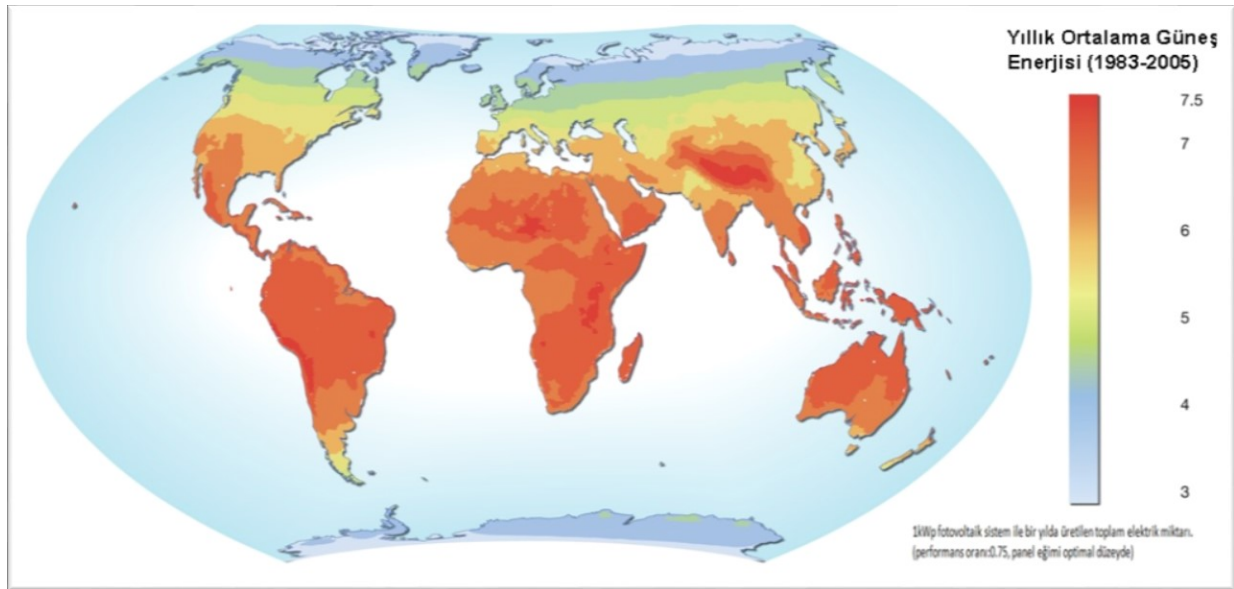 Yıllık Ortalama Güneş
Enerjisi (1983-2005)
7.5
7
6
5
4
3
1kWp fotovoltaik sistem ile bir yılda üretilen toplam elektrik miktarı.
(performans oranı:0.75, panel eğimi optimal düzeyde)